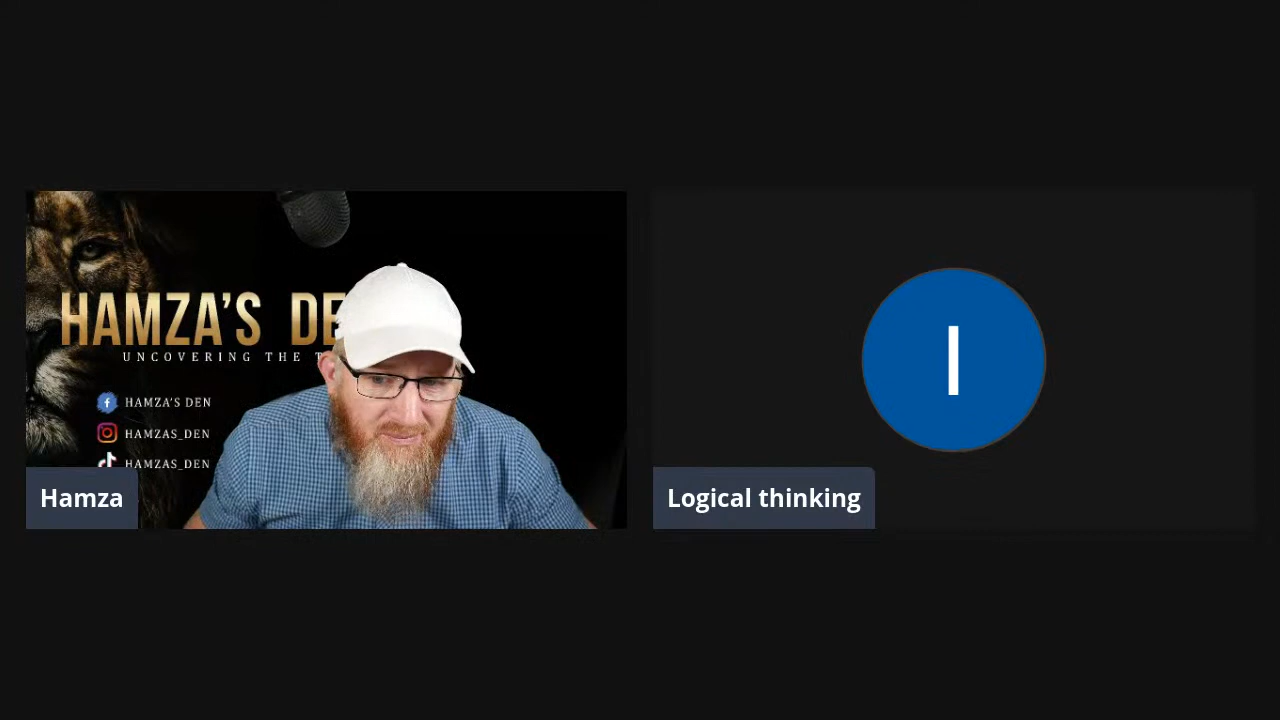 HAMZA'S DE
UNCOVERING THE
HAMZA'S DEN
HAMZAS_DEN
HAMZAS_DEN
Hamza
l
Logical thinking